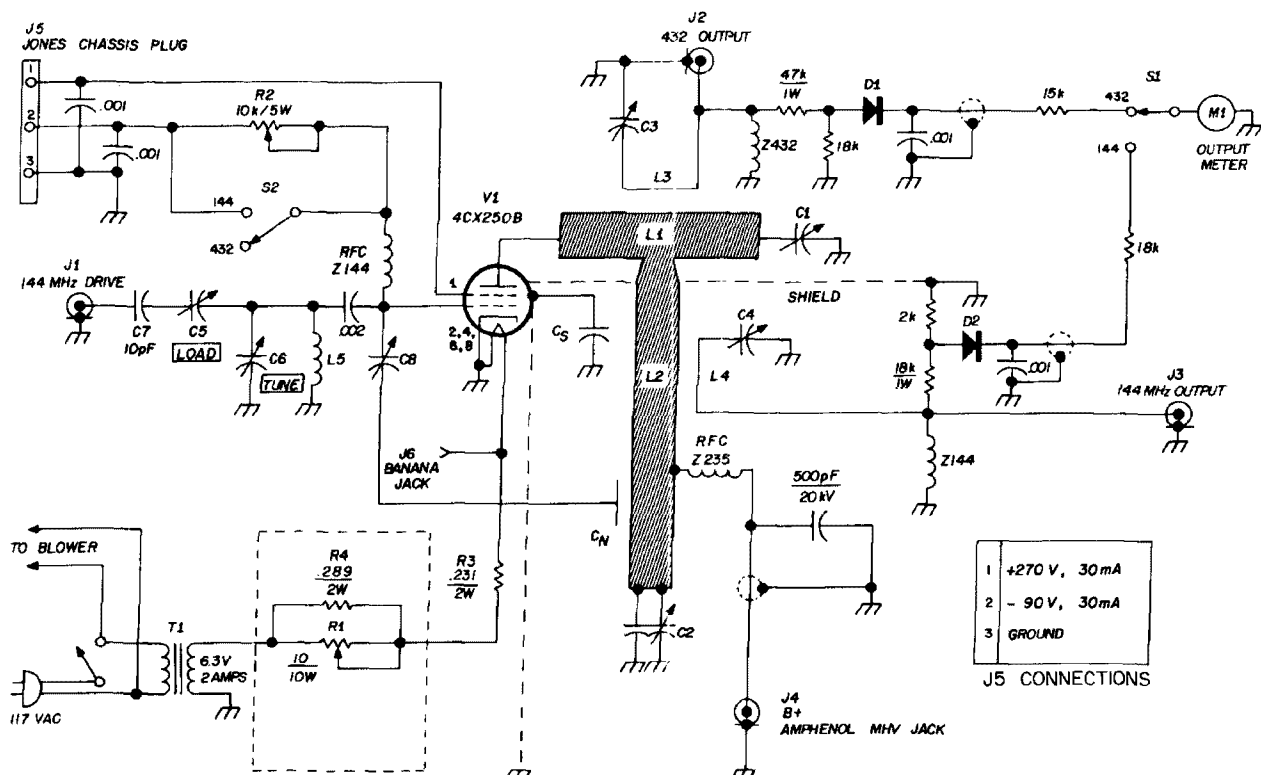 J5
JONES CHASSIS PLUG
1
2
3
.001
.001
R2
10k/5W
S2
144
432
RFC
Z144
J1
144 MHz DRIVE
C7
10pF
C5
LOAD
C6
TUNE
L5
.002
C8
V1
4CX250B
1
2,4,
6,8
CS
J2
432 OUTPUT
C3
L3
Z432
47k
1W
18k
D1
.001
15k
S1
432
144
M1
OUTPUT
METER
18k
L1
C1
SHIELD
L2
C4
L4
2k
D2
.001
18k
1W
J3
144 MHz OUTPUT
Z144
RFC
Z235
500pF
20kV
J6
BANANA
JACK
CN
C2
TO BLOWER
T1
117 VAC
6.3V
2 AMPS
R4
.289
2W
R1
10
10W
R3
.231
2W
J4
B+
AMPHENOL MHV JACK
1 +270 V, 30mA
2 - 90V, 30mA
3 GROUND
J5 CONNECTIONS